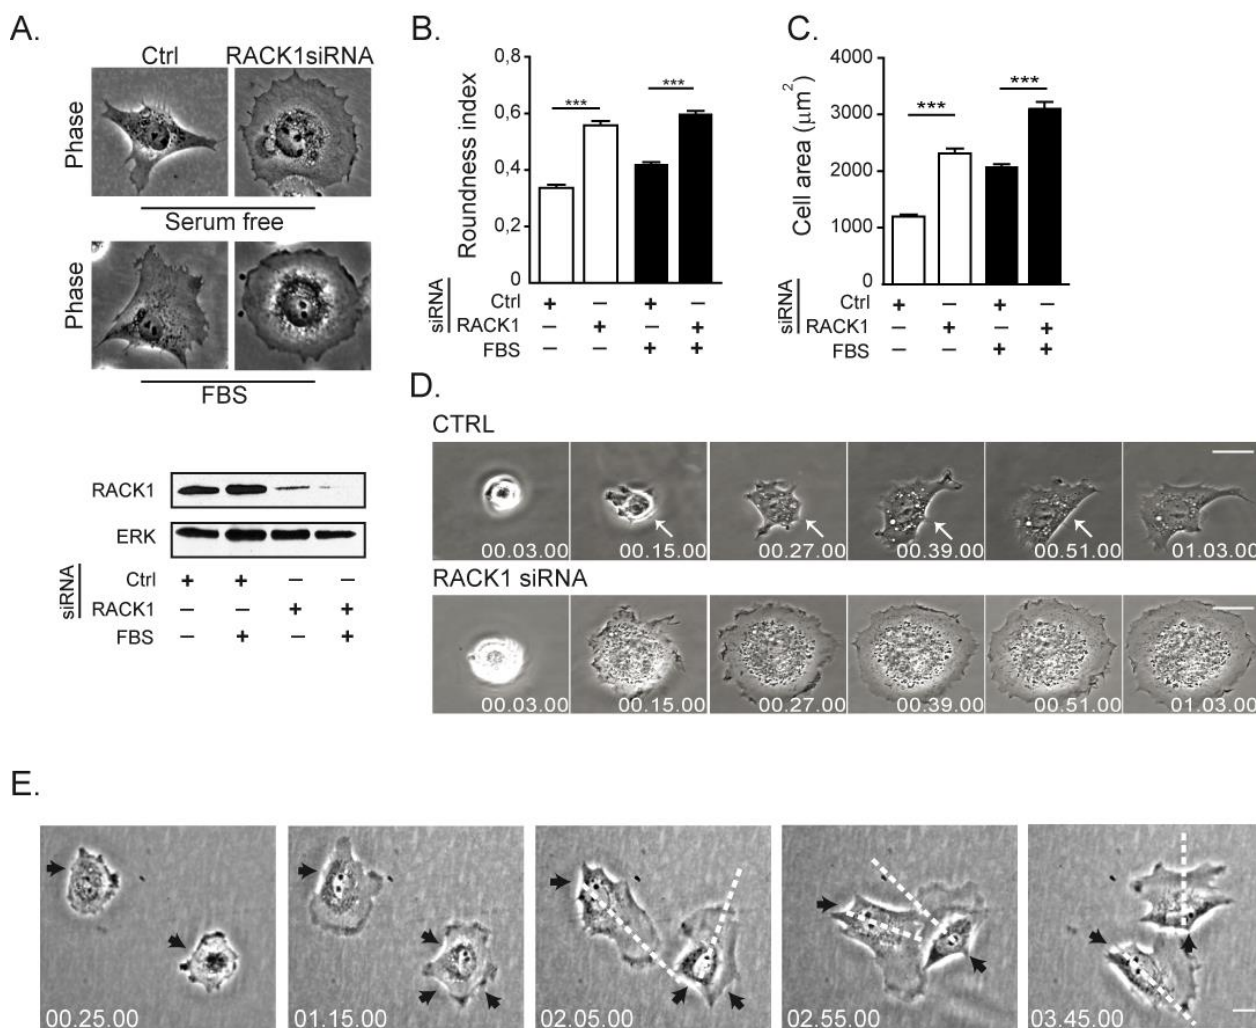 A.
Ctrl RACK1siRNA
Phase
Serum free
Phase
FBS
RACK1
ERK
siRNA
Ctrl + + – –
RACK1 – – + +
FBS – + – +
B.
Roundness index
0,8
0,6
0,4
0,2
0
*** ***
siRNA
Ctrl + – + –
RACK1 – + – +
FBS – – + +
C.
Cell area (μm²)
4000
3000
2000
1000
0
*** ***
siRNA
Ctrl + – + –
RACK1 – + – +
FBS – – + +
D.
CTRL
00.03.00 00.15.00 00.27.00 00.39.00 00.51.00 01.03.00
RACK1 siRNA
00.03.00 00.15.00 00.27.00 00.39.00 00.51.00 01.03.00
E.
00.25.00 01.15.00 02.05.00 02.55.00 03.45.00